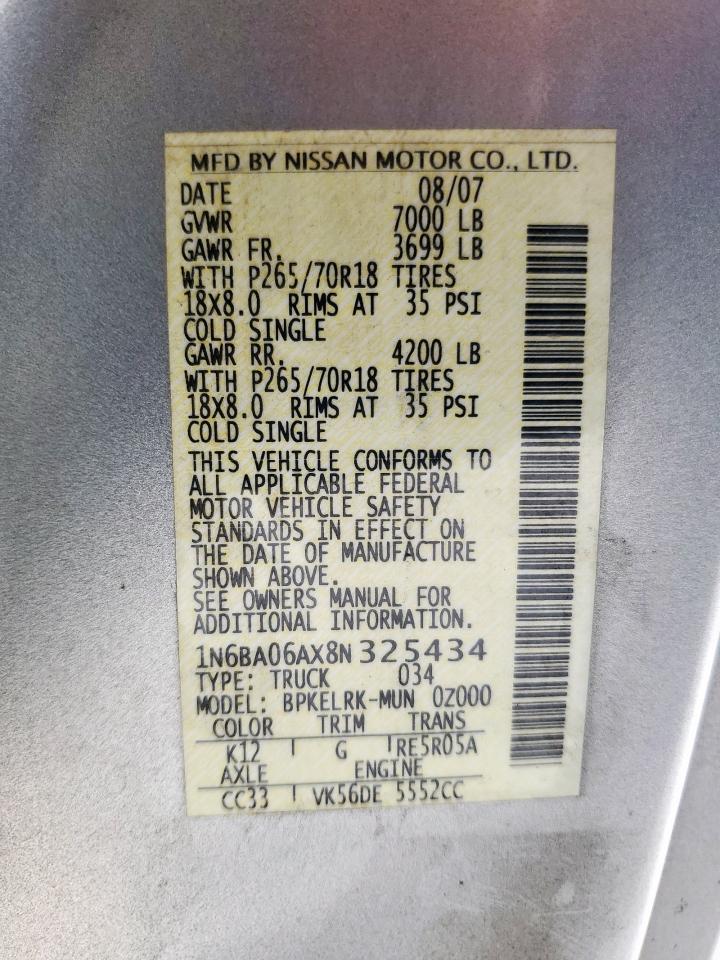 MFD BY NISSAN MOTOR CO., LTD.
DATE 08/07
GVWR 7000 LB
GAWR FR. 3699 LB
WITH P265/70R18 TIRES
18X8.0 RIMS AT 35 PSI
COLD SINGLE
GAWR RR. 4200 LB
WITH P265/70R18 TIRES
18X8.0 RIMS AT 35 PSI
COLD SINGLE
THIS VEHICLE CONFORMS TO
ALL APPLICABLE FEDERAL
MOTOR VEHICLE SAFETY
STANDARDS IN EFFECT ON
THE DATE OF MANUFACTURE
SHOWN ABOVE.
SEE OWNERS MANUAL FOR
ADDITIONAL INFORMATION.
1N6BA06AX8N325434
TYPE: TRUCK 034
MODEL: BPKELRK-MUN 0Z000
COLOR TRIM TRANS
K12 G RE5R05A
AXLE ENGINE
CC33 VK56DE 5552CC